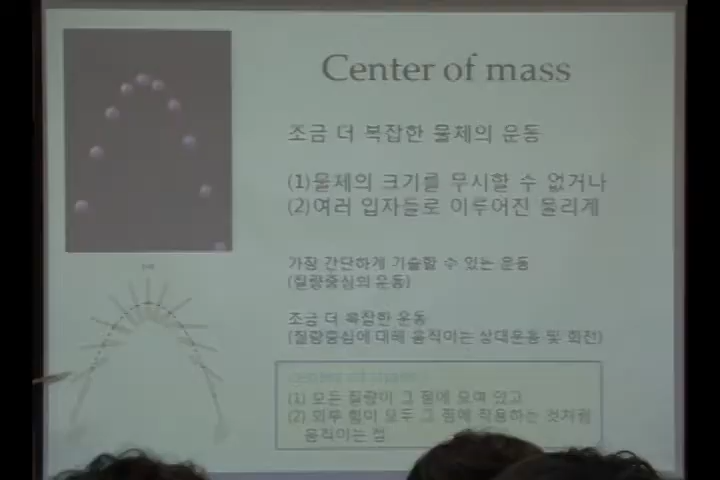 Center of mass
조금 더 복잡한 물체의 운동
(1)물체의 크기를 무시할 수 없거나
(2)여러 입자들로 이루어진 물리계
가장 간단하게 기술할 수 있는 운동
(질량중심의 운동)
조금 더 복잡한 운동
(질량중심에 대해 움직이는 상대운동 및 회전)
(1) 모든 질량이 그 점에 모여 있고
(2) 외부 힘이 모두 그 점에 작용하는 것처럼
움직이는 점